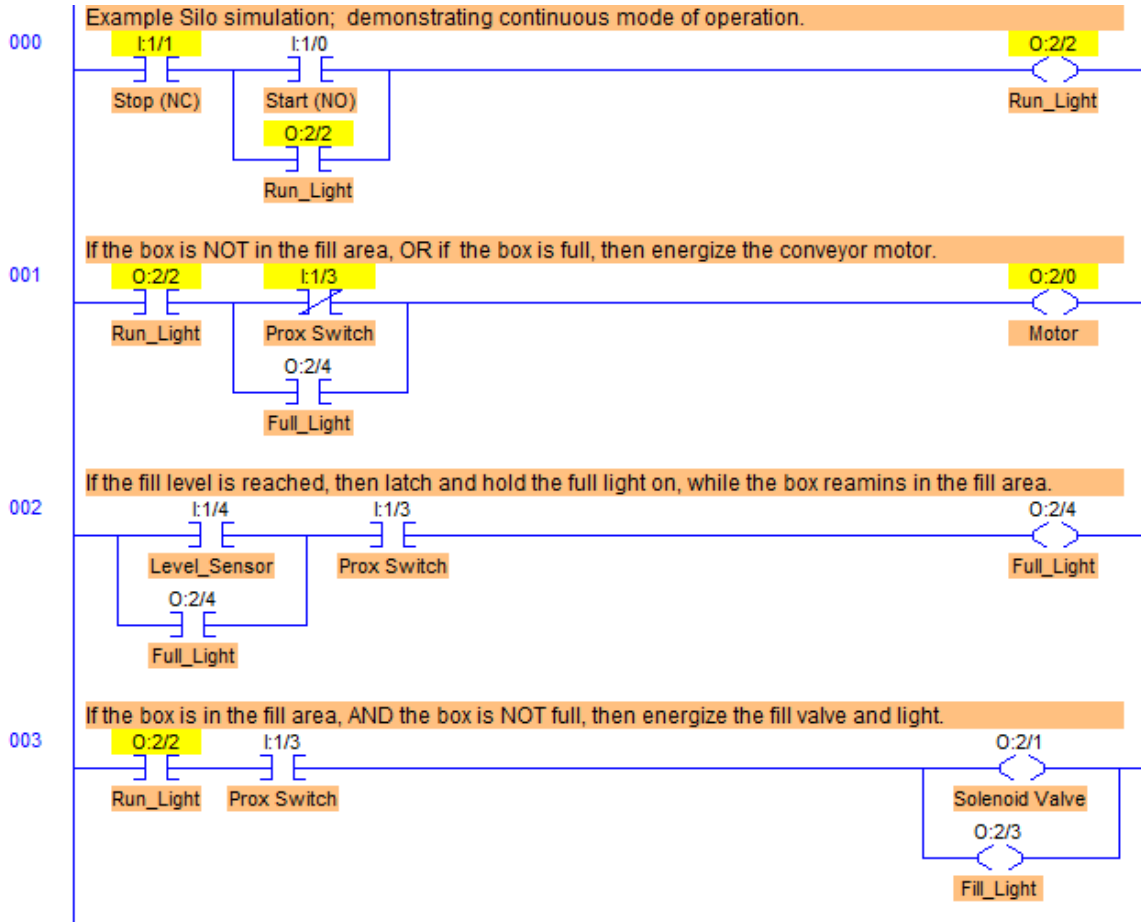 Example Silo simulation; demonstrating continuous mode of operation.
000
I:1/1 I:1/0 O:2/2
Stop (NC) Start (NO) Run_Light
O:2/2
Run_Light
If the box is NOT in the fill area, OR if the box is full, then energize the conveyor motor.
001
O:2/2 I:1/3 O:2/0
Run_Light Prox Switch Motor
O:2/4
Full_Light
If the fill level is reached, then latch and hold the full light on, while the box reamins in the fill area.
002
I:1/4 I:1/3 O:2/4
Level_Sensor Prox Switch Full_Light
O:2/4
Full_Light
If the box is in the fill area, AND the box is NOT full, then energize the fill valve and light.
003
O:2/2 I:1/3 O:2/1
Run_Light Prox Switch Solenoid Valve
O:2/3
Fill_Light